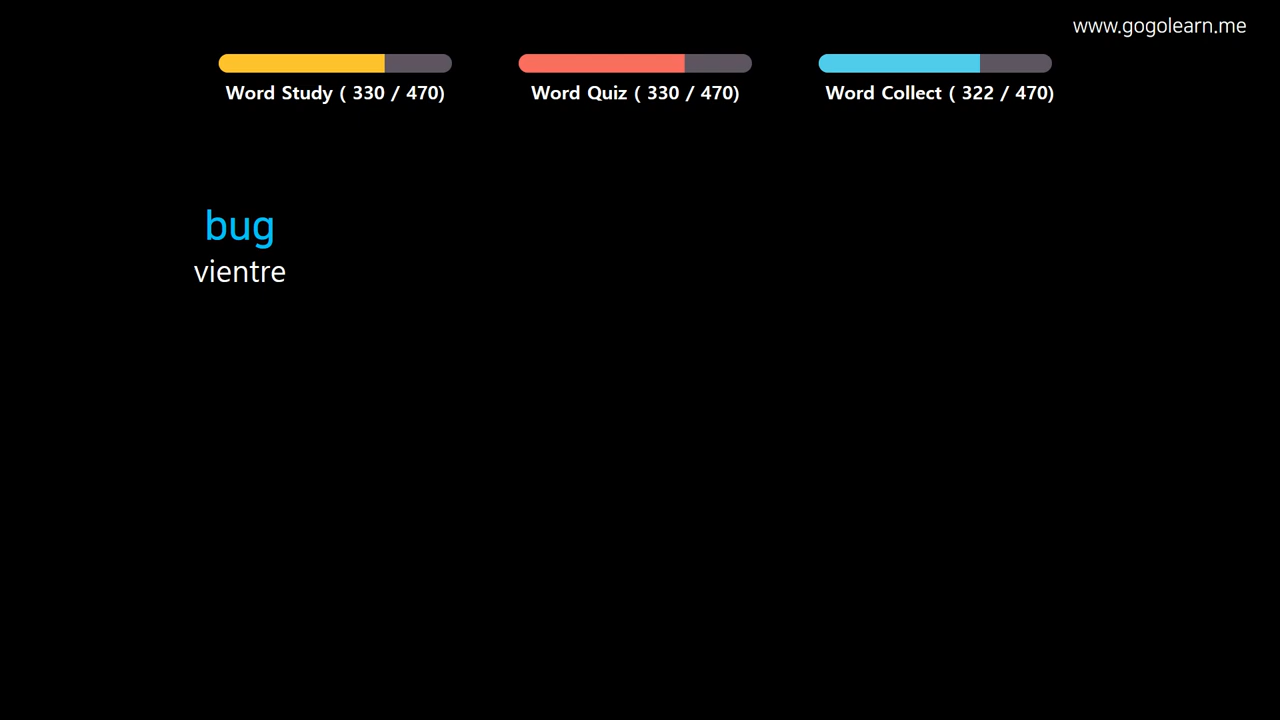 www.gogolearn.me
Word Study ( 330 / 470)
Word Quiz ( 330 / 470)
Word Collect ( 322 / 470)
bug
vientre